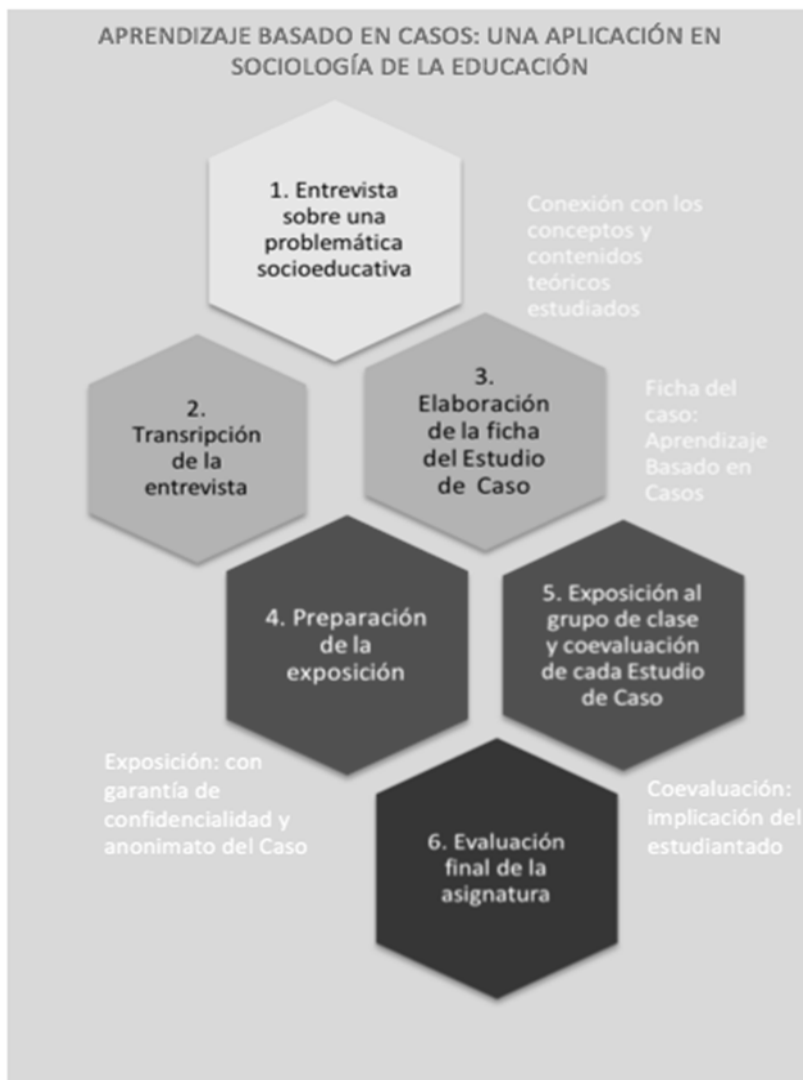 APRENDIZAJE BASADO EN CASOS: UNA APLICACIÓN EN
SOCIOLOGÍA DE LA EDUCACIÓN
1. Entrevista
sobre una
problemática
socioeducativa
Conexión con los
conceptos y
contenidos
teóricos
estudiados
2.
Transripción
de la
entrevista
3.
Elaboración
de la ficha
del Estudio
de Caso
Ficha del
caso:
Aprendizaje
Basado en
Casos
4. Preparación
de la
exposición
5. Exposición al
grupo de clase
y coevaluación
de cada Estudio
de Caso
Exposición: con
garantía de
confidencialidad y
anonimato del Caso
Coevaluación:
implicación del
estudiantado
6. Evaluación
final de la
asignatura